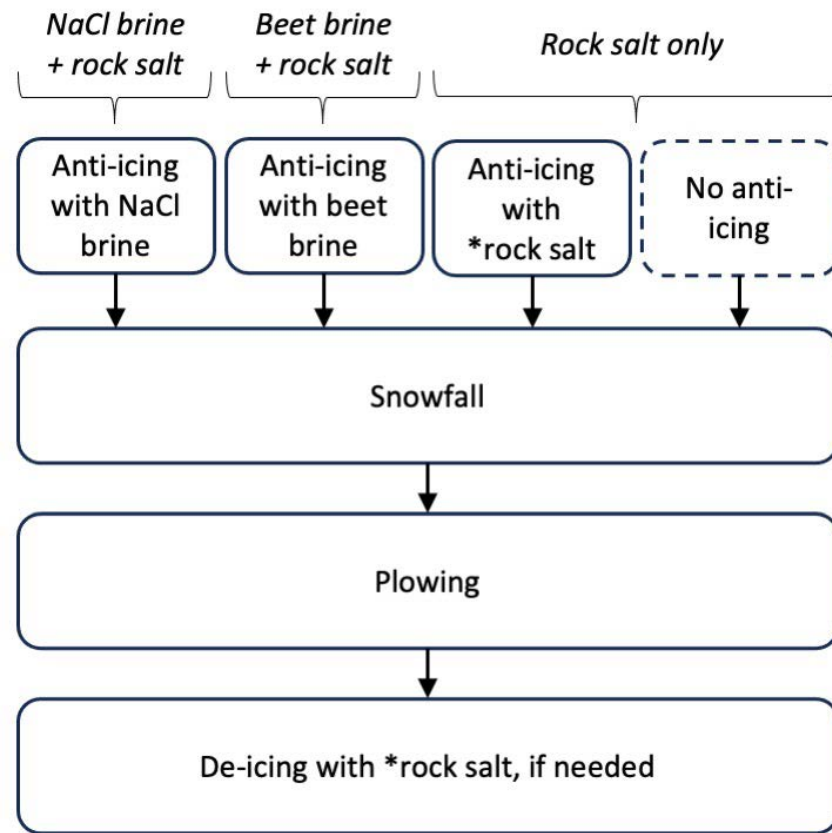 NaCl brine
+ rock salt
Beet brine
+ rock salt
Rock salt only
Anti-icing
with NaCl
brine
Anti-icing
with beet
brine
Anti-icing
with
*rock salt
No anti-
icing
Snowfall
Plowing
De-icing with *rock salt, if needed